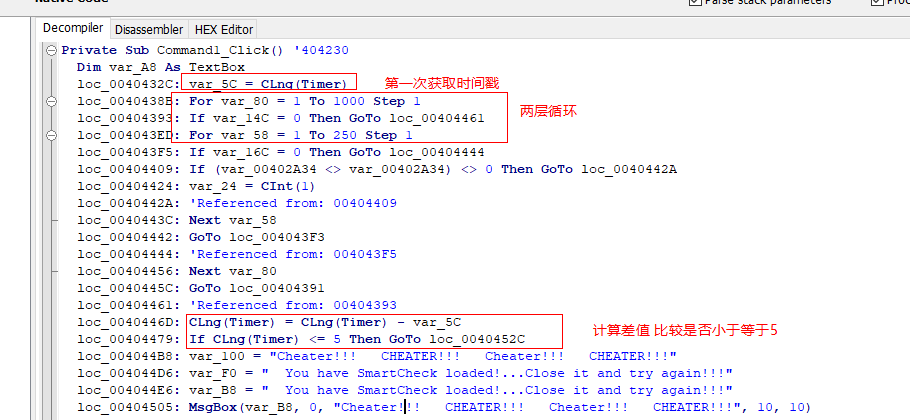 Parse stack parameters
Decompiler Disassembler HEX Editor
Private Sub Command1_Click() '404230
Dim var_A8 As TextBox
loc_0040432C: var_5C = CLng(Timer) 第一次获取时间戳
loc_0040438B: For var_80 = 1 To 1000 Step 1
loc_00404393: If var_14C = 0 Then GoTo loc_00404461 两层循环
loc_004043ED: For var_58 = 1 To 250 Step 1
loc_004043F5: If var_16C = 0 Then GoTo loc_00404444
loc_00404409: If (var_00402A34 <> var_00402A34) <> 0 Then GoTo loc_0040442A
loc_00404424: var_24 = CInt(1)
loc_0040442A: 'Referenced from: 00404409
loc_0040443C: Next var_58
loc_00404442: GoTo loc_004043F3
loc_00404444: 'Referenced from: 004043F5
loc_00404456: Next var_80
loc_0040445C: GoTo loc_00404391
loc_00404461: 'Referenced from: 00404393
loc_0040446D: CLng(Timer) = CLng(Timer) - var_5C
计算差值 比较是否小于等于5
loc_00404479: If CLng(Timer) <= 5 Then GoTo loc_0040452C
loc_004044B8: var_100 = "Cheater!!! CHEATER!!! Cheater!!! CHEATER!!!"
loc_004044D6: var_F0 = " You have SmartCheck loaded!...Close it and try again!!!"
loc_004044E6: var_B8 = " You have SmartCheck loaded!...Close it and try again!!!"
loc_00404505: MsgBox(var_B8, 0, "Cheater!!! CHEATER!!! Cheater!!! CHEATER!!!", 10, 10)